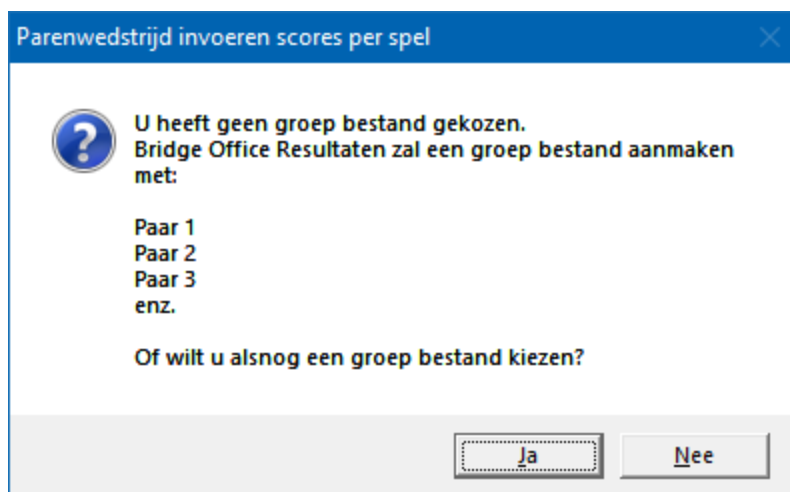 Parenwedstrijd invoeren scores per spel
U heeft geen groep bestand gekozen.
Bridge Office Resultaten zal een groep bestand aanmaken
met:
Paar 1
Paar 2
Paar 3
enz.
Of wilt u alsnog een groep bestand kiezen?
Ja
Nee